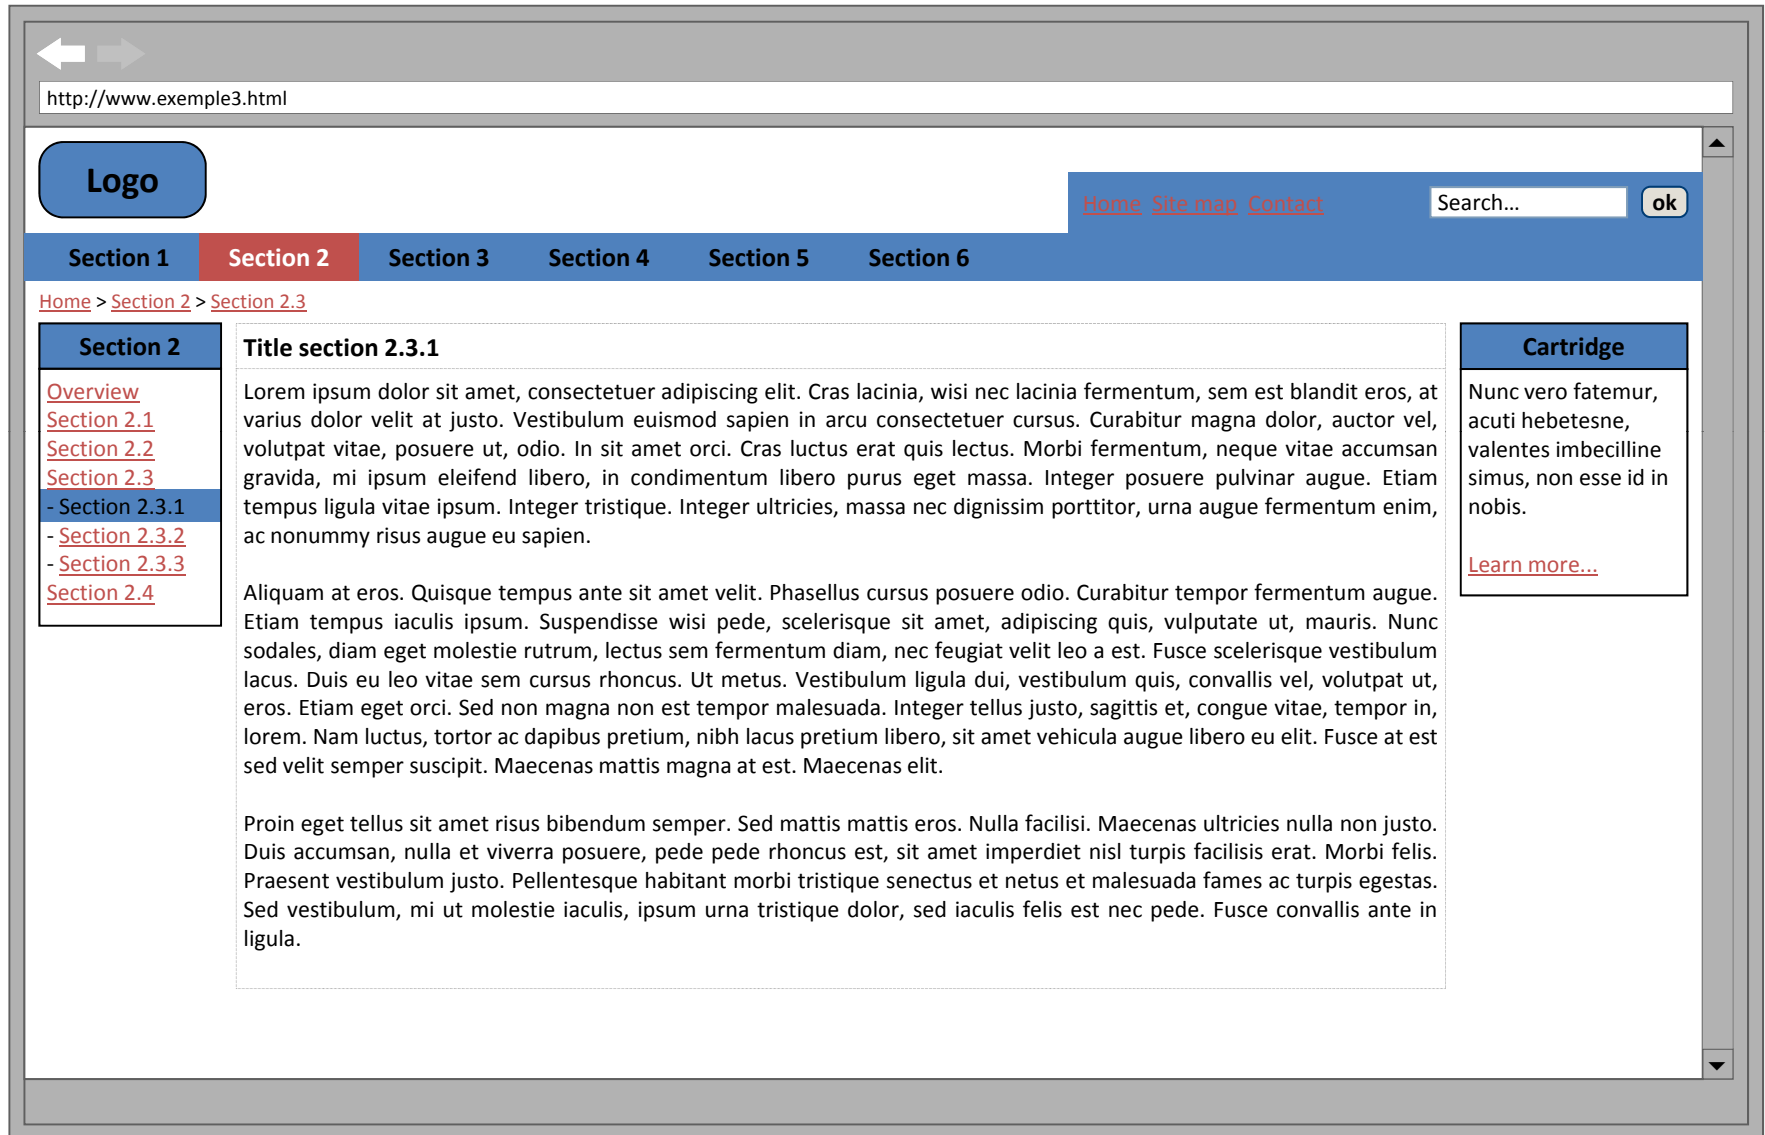 http://www.exemple3.html
Logo
Home Site map Contact Search... ok
Section 1 Section 2 Section 3 Section 4 Section 5 Section 6
Home > Section 2 > Section 2.3
Section 2
Overview
Section 2.1
Section 2.2
Section 2.3
- Section 2.3.1
- Section 2.3.2
- Section 2.3.3
Section 2.4
Title section 2.3.1
Lorem ipsum dolor sit amet, consectetuer adipiscing elit. Cras lacinia, wisi nec lacinia fermentum, sem est blandit eros, at
varius dolor velit at justo. Vestibulum euismod sapien in arcu consectetuer cursus. Curabitur magna dolor, auctor vel,
volutpat vitae, posuere ut, odio. In sit amet orci. Cras luctus erat quis lectus. Morbi fermentum, neque vitae accumsan
gravida, mi ipsum eleifend libero, in condimentum libero purus eget massa. Integer posuere pulvinar augue. Etiam
tempus ligula vitae ipsum. Integer tristique. Integer ultricies, massa nec dignissim porttitor, urna augue fermentum enim,
ac nonummy risus augue eu sapien.
Aliquam at eros. Quisque tempus ante sit amet velit. Phasellus cursus posuere odio. Curabitur tempor fermentum augue.
Etiam tempus iaculis ipsum. Suspendisse wisi pede, scelerisque sit amet, adipiscing quis, vulputate ut, mauris. Nunc
sodales, diam eget molestie rutrum, lectus sem fermentum diam, nec feugiat velit leo a est. Fusce scelerisque vestibulum
lacus. Duis eu leo vitae sem cursus rhoncus. Ut metus. Vestibulum ligula dui, vestibulum quis, convallis vel, volutpat ut,
eros. Etiam eget orci. Sed non magna non est tempor malesuada. Integer tellus justo, sagittis et, congue vitae, tempor in,
lorem. Nam luctus, tortor ac dapibus pretium, nibh lacus pretium libero, sit amet vehicula augue libero eu elit. Fusce at est
sed velit semper suscipit. Maecenas mattis magna at est. Maecenas elit.
Proin eget tellus sit amet risus bibendum semper. Sed mattis mattis eros. Nulla facilisi. Maecenas ultricies nulla non justo.
Duis accumsan, nulla et viverra posuere, pede pede rhoncus est, sit amet imperdiet nisl turpis facilisis erat. Morbi felis.
Praesent vestibulum justo. Pellentesque habitant morbi tristique senectus et netus et malesuada fames ac turpis egestas.
Sed vestibulum, mi ut molestie iaculis, ipsum urna tristique dolor, sed iaculis felis est nec pede. Fusce convallis ante in
ligula.
Cartridge
Nunc vero fatemur,
acuti hebetesne,
valentes imbecilline
simus, non esse id in
nobis.
Learn more...